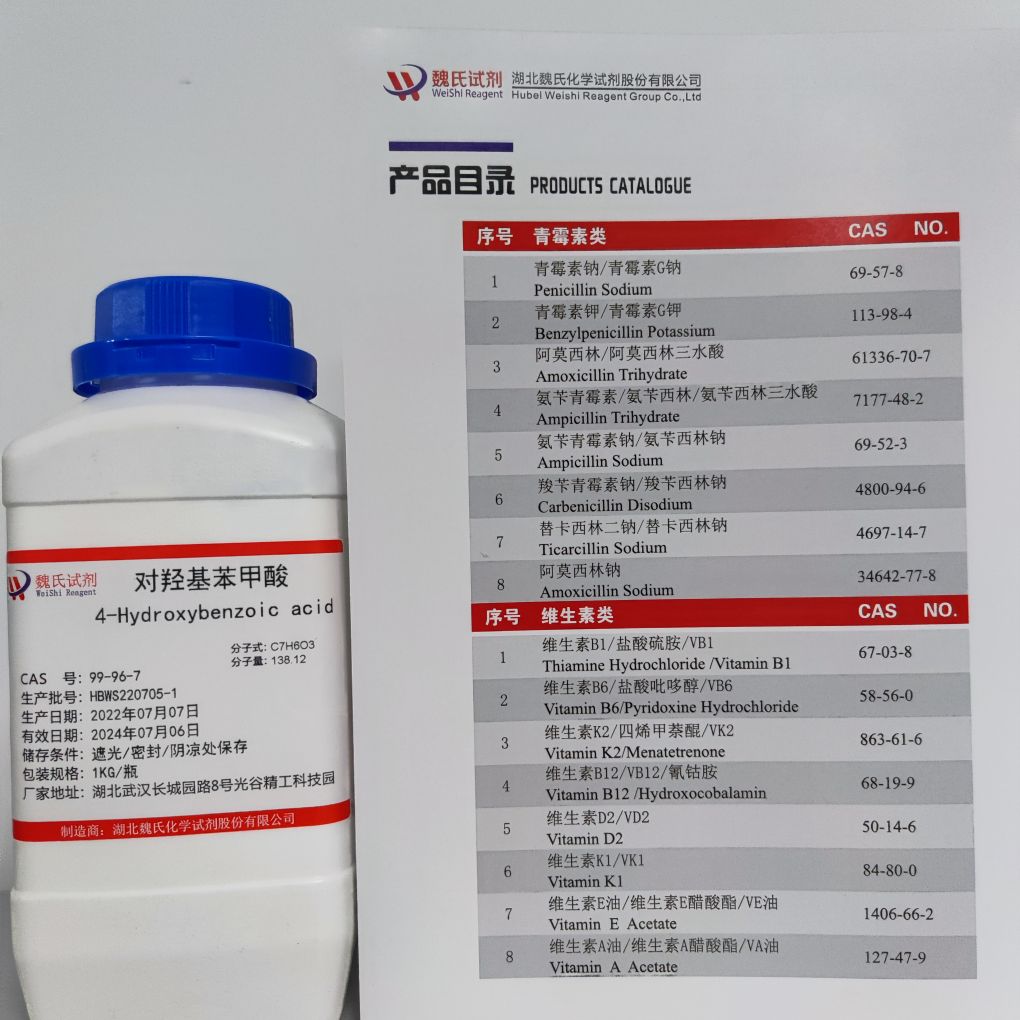 魏氏试剂 湖北魏氏化学试剂股份有限公司
WeiShi Reagent Hubei Weishi Reagent Group Co.,Ltd
产品目录 PRODUCTS CATALOGUE
序号 青霉素类 CAS NO.
1 青霉素钠/青霉素G钠 69-57-8
Penicillin Sodium
2 青霉素钾/青霉素G钾 113-98-4
Benzylpenicillin Potassium
3 阿莫西林/阿莫西林三水酸 61336-70-7
Amoxicillin Trihydrate
4 氨苄青霉素/氨苄西林/氨苄西林三水酸 7177-48-2
Ampicillin Trihydrate
5 氨苄青霉素钠/氨苄西林钠 69-52-3
Ampicillin Sodium
6 羧苄青霉素钠/羧苄西林钠 4800-94-6
Carbenicillin Disodium
7 替卡西林二钠/替卡西林钠 4697-14-7
Ticarcillin Sodium
8 阿莫西林钠 34642-77-8
Amoxicillin Sodium
序号 维生素类 CAS NO.
1 维生素B1/盐酸硫胺/VB1 67-03-8
Thiamine Hydrochloride /Vitamin B1
2 维生素B6/盐酸吡哆醇/VB6 58-56-0
Vitamin B6/Pyridoxine Hydrochloride
3 维生素K2/四烯甲萘醌/VK2 863-61-6
Vitamin K2/Menatetrenone
4 维生素B12/VB12/氰钴胺 68-19-9
Vitamin B12 /Hydroxocobalamin
5 维生素D2/VD2 50-14-6
Vitamin D2
6 维生素K1/VK1 84-80-0
Vitamin K1
7 维生素E油/维生素E醋酸酯/VE油 1406-66-2
Vitamin E Acetate
8 维生素A油/维生素A醋酸酯/VA油 127-47-9
Vitamin A Acetate
魏氏试剂
WeiShi Reagent
对羟基苯甲酸
4-Hydroxybenzoic acid
分子式: C7H6O3
分子量: 138.12
CAS 号: 99-96-7
生产批号: HBWS220705-1
生产日期: 2022年07月07日
有效日期: 2024年07月06日
储存条件: 遮光/密封/阴凉处保存
包装规格: 1KG/瓶
厂家地址: 湖北武汉长城园路8号光谷精工科技园
制造商: 湖北魏氏化学试剂股份有限公司